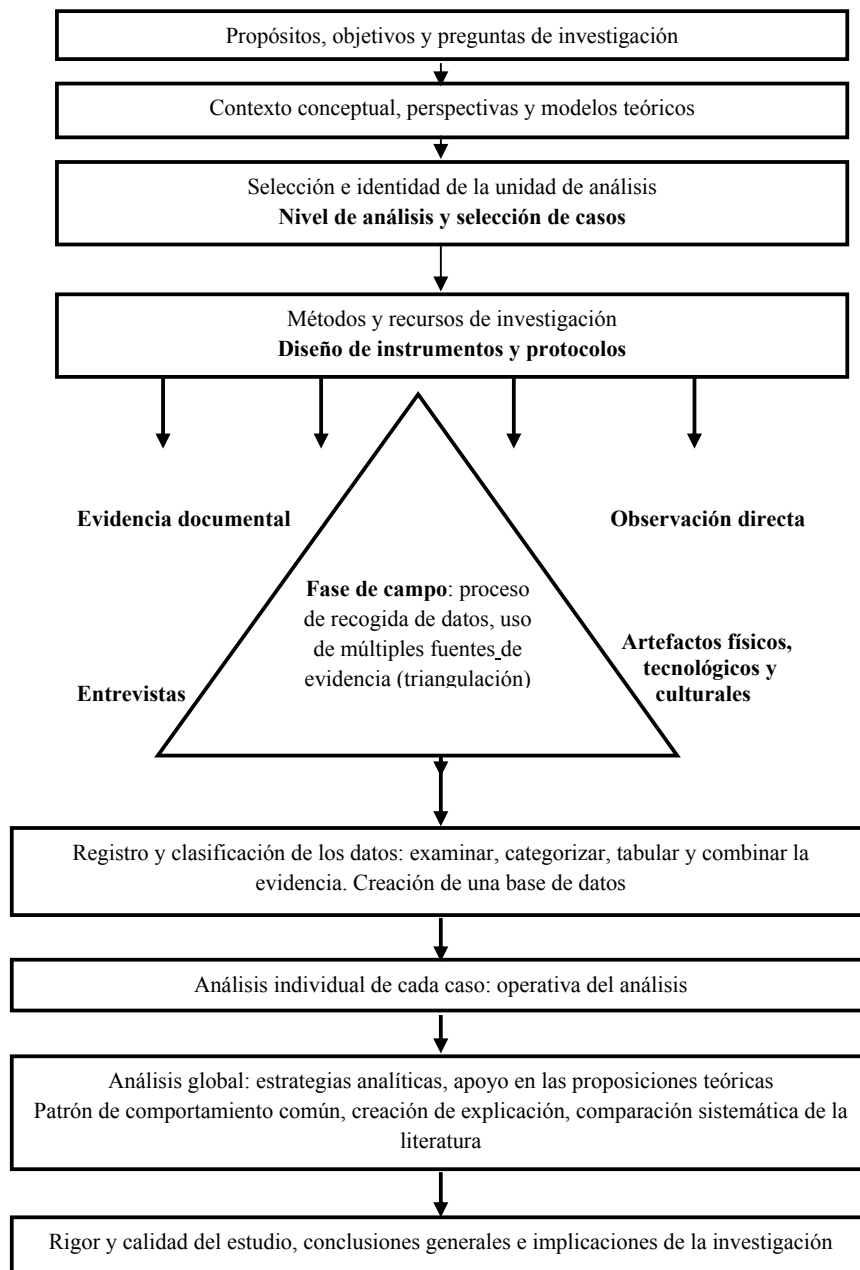 Propósitos, objetivos y preguntas de investigación
Contexto conceptual, perspectivas y modelos teóricos
Selección e identidad de la unidad de análisis
Nivel de análisis y selección de casos
Métodos y recursos de investigación
Diseño de instrumentos y protocolos
Evidencia documental
Observación directa
Fase de campo: proceso
de recogida de datos, uso
de múltiples fuentes de
evidencia (triangulación)
Entrevistas
Artefactos físicos,
tecnológicos y
culturales
Registro y clasificación de los datos: examinar, categorizar, tabular y combinar la
evidencia. Creación de una base de datos
Análisis individual de cada caso: operativa del análisis
Análisis global: estrategias analíticas, apoyo en las proposiciones teóricas
Patrón de comportamiento común, creación de explicación, comparación sistemática de la
literatura
Rigor y calidad del estudio, conclusiones generales e implicaciones de la investigación